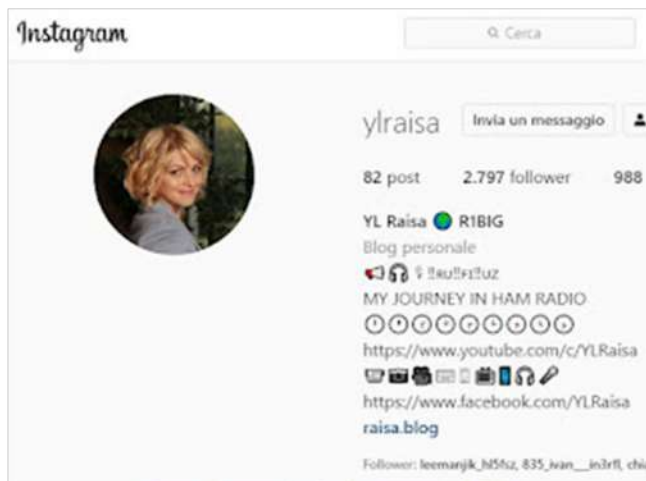 Instagram
Cerca
ylraisa
Invia un messaggio
82 post 2.797 follower 988
YL Raisa R1BIG
Blog personale
MY JOURNEY IN HAM RADIO
https://www.youtube.com/c/YLRaisa
https://www.facebook.com/YLRaisa
raisa.blog
Follower: leemanjik_hl5fsz, 835_ivan__in3rfl,